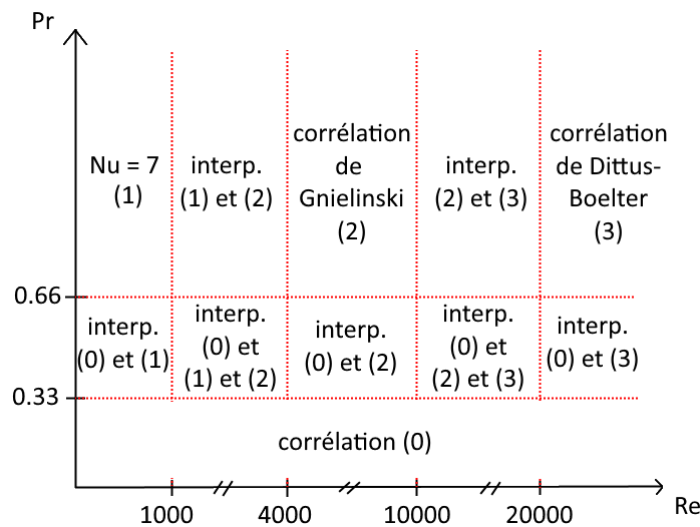 Pr
Nu = 7
(1)
interp.
(1) et (2)
corrélation
de
Gnielinski
(2)
interp.
(2) et (3)
corrélation
de Dittus-
Boelter
(3)
0.66
interp.
(0) et (1)
interp.
(0) et
(1) et (2)
interp.
(0) et (2)
interp.
(0) et
(2) et (3)
interp.
(0) et (3)
0.33
corrélation (0)
1000
4000
10000
20000
Re